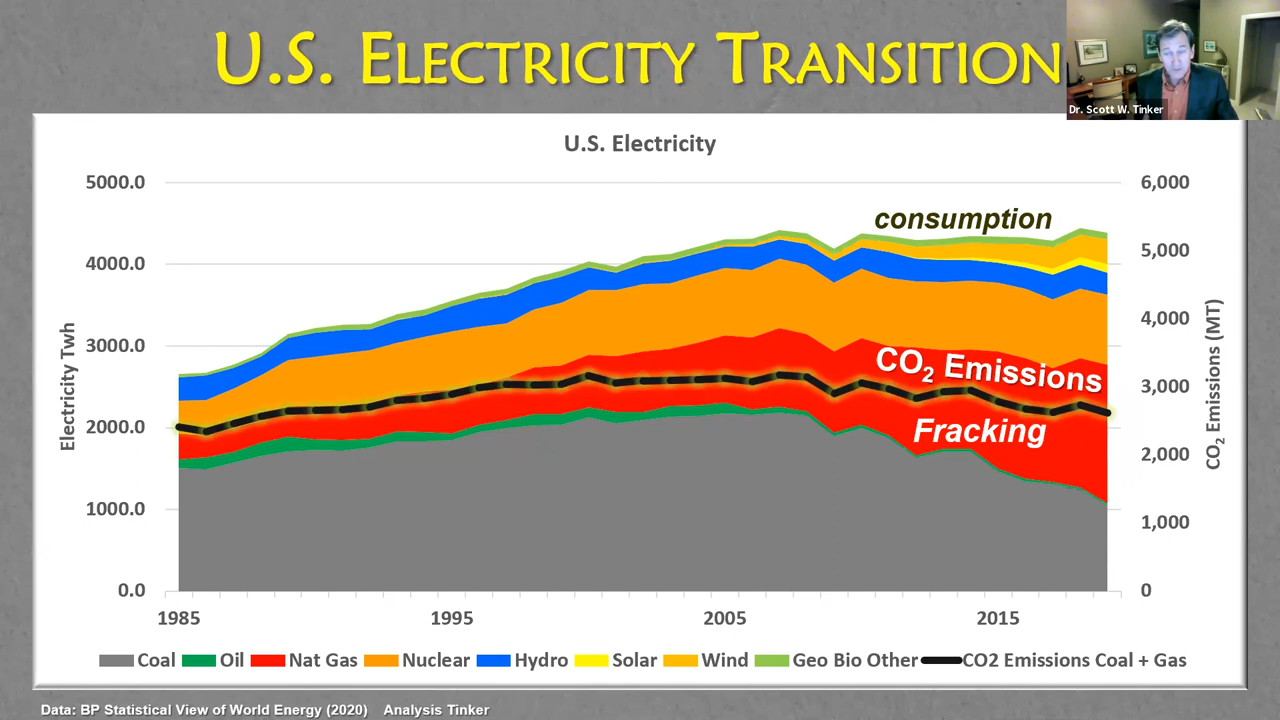 U.S. ELECTRICITY TRANSITION
Dr. Scott W. Tinker
U.S. Electricity
5000.0
4000.0
3000.0
2000.0
1000.0
0.0
Electricity Twh
6,000
5,000
4,000
3,000
2,000
1,000
0
CO2 Emissions (MT)
consumption
CO2 Emissions
Fracking
1985
1995
2005
2015
Coal Oil Nat Gas Nuclear Hydro Solar Wind Geo Bio Other CO2 Emissions Coal + Gas
Data: BP Statistical View of World Energy (2020) Analysis Tinker